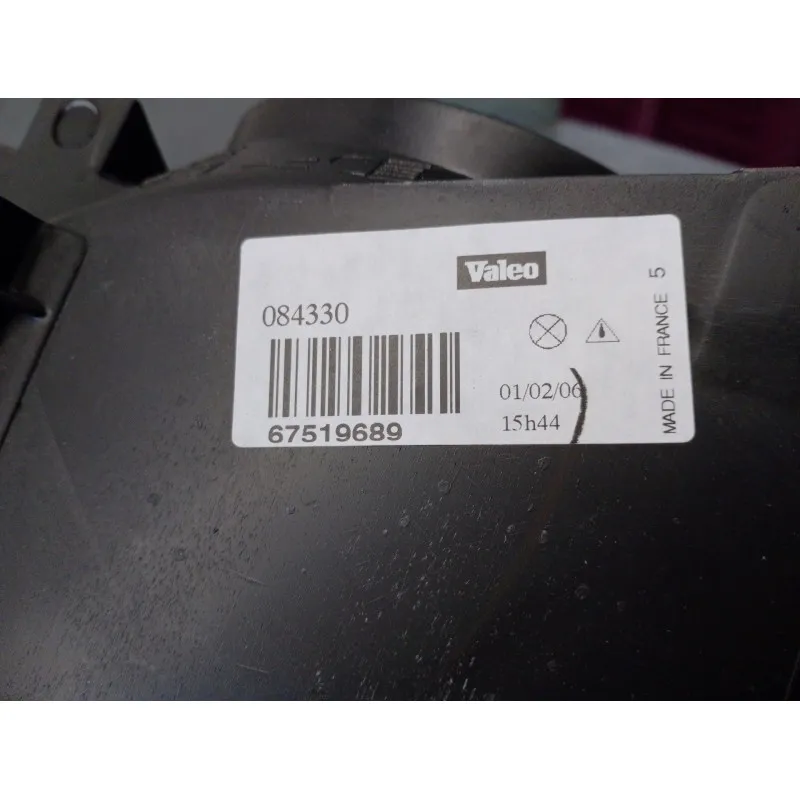 Valeo
084330
67519689
01/02/06
15h44
MADE IN FRANCE 5